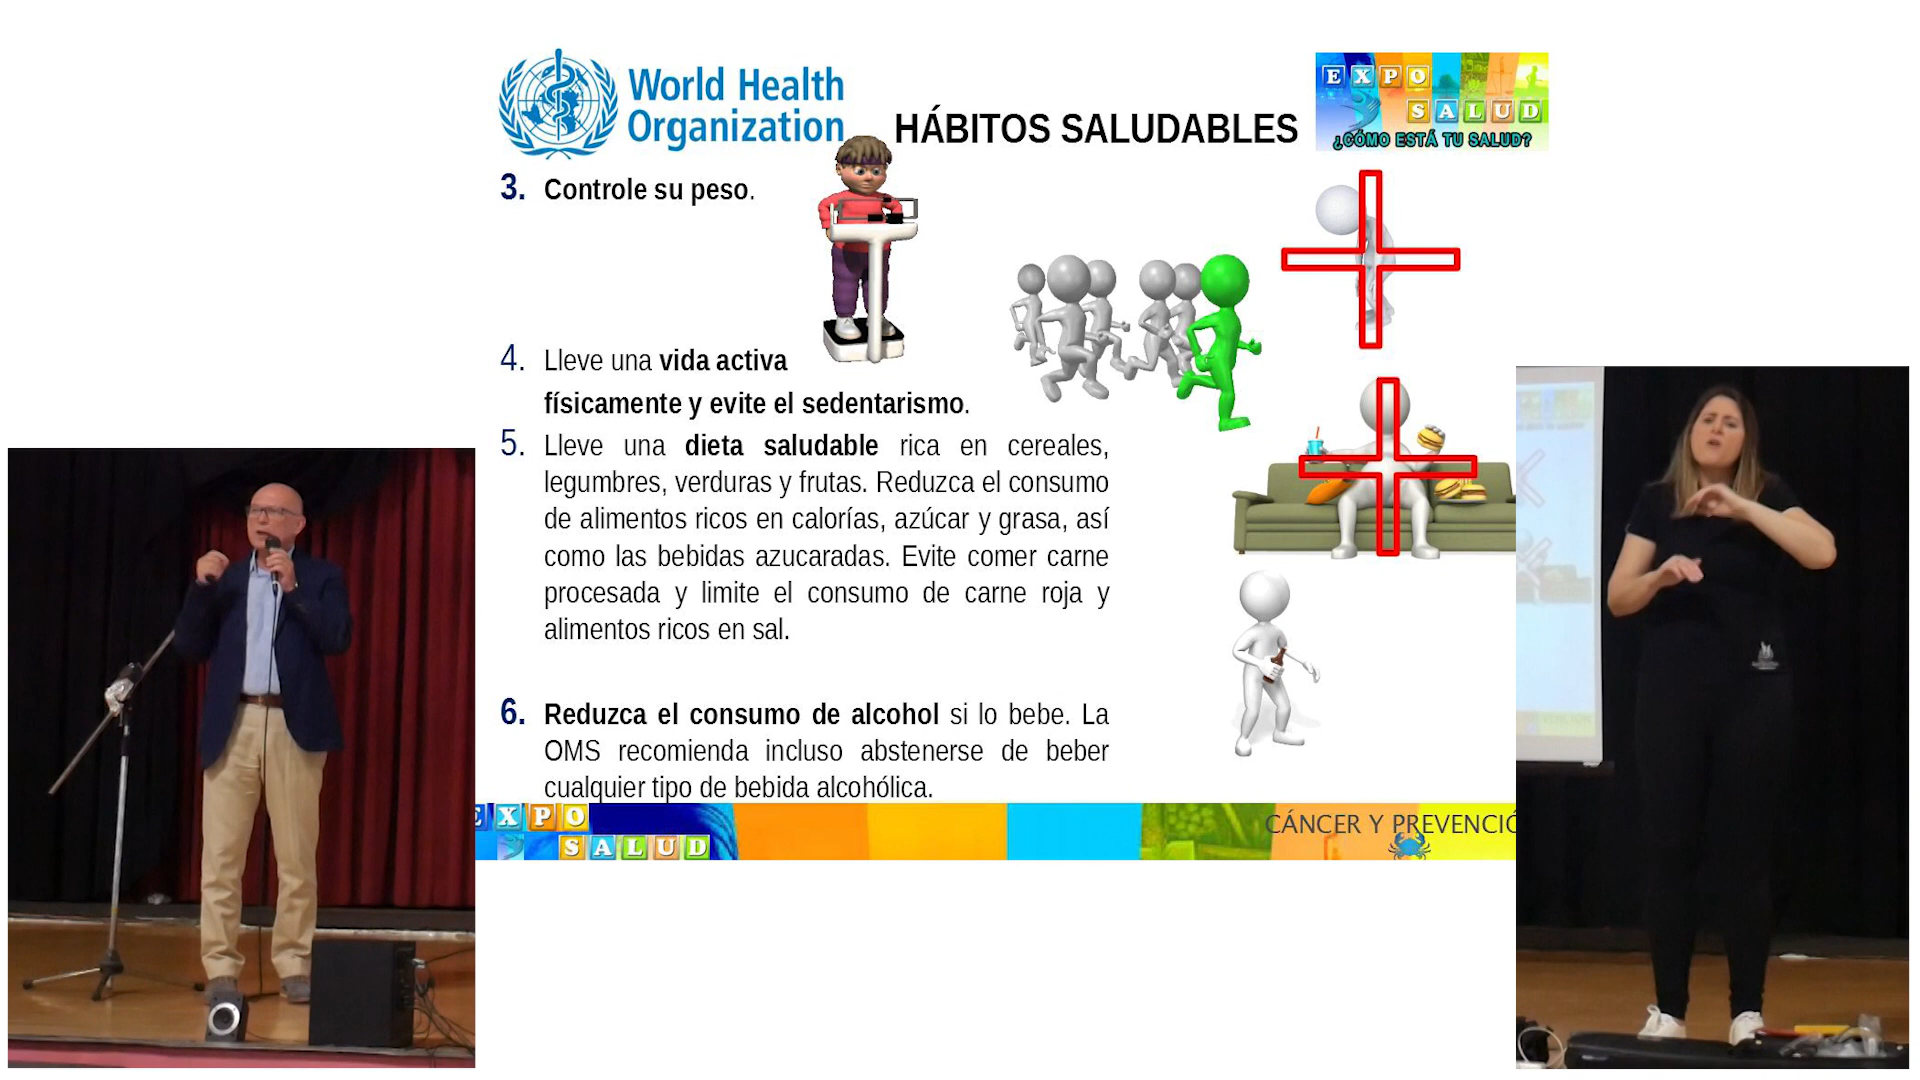 World Health
Organization
HÁBITOS SALUDABLES
EXPO
SALUD
¿CÓMO ESTÁ TU SALUD?
3. Controle su peso.
4. Lleve una vida activa
físicamente y evite el sedentarismo.
5. Lleve una dieta saludable rica en cereales,
legumbres, verduras y frutas. Reduzca el consumo
de alimentos ricos en calorías, azúcar y grasa, así
como las bebidas azucaradas. Evite comer carne
procesada y limite el consumo de carne roja y
alimentos ricos en sal.
6. Reduzca el consumo de alcohol si lo bebe. La
OMS recomienda incluso abstenerse de beber
cualquier tipo de bebida alcohólica.
EXPO
SALUD
CÁNCER Y PREVENCIÓ